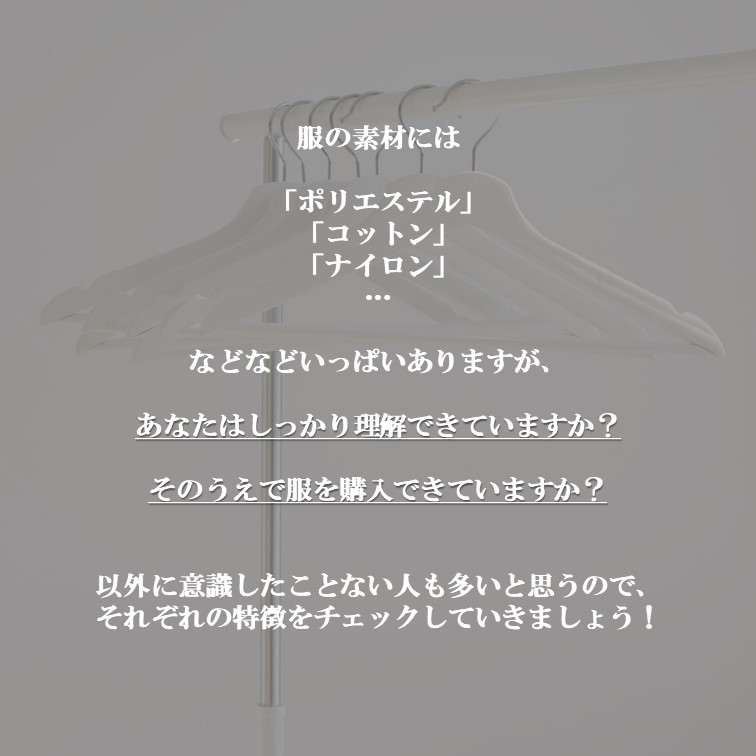 服の素材には
「ポリエステル」
「コットン」
「ナイロン」
…
などなどいっぱいありますが、
あなたはしっかり理解できていますか？
そのうえで服を購入できていますか？
以外に意識したことない人も多いと思うので、
それぞれの特徴をチェックしていきましょう！